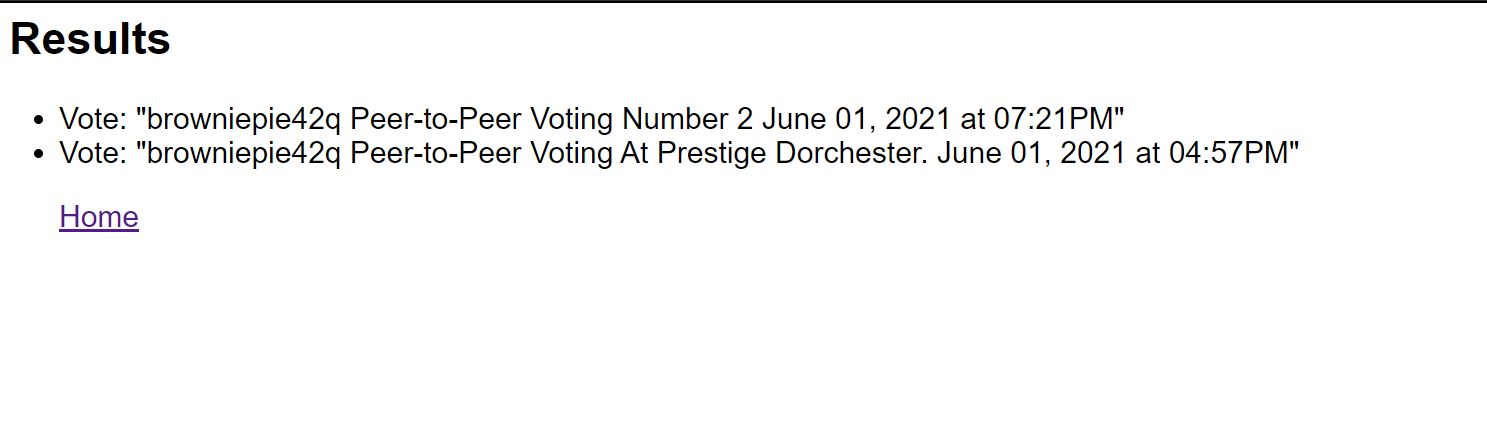 Results
Vote: "browniepie42q Peer-to-Peer Voting Number 2 June 01, 2021 at 07:21PM"
Vote: "browniepie42q Peer-to-Peer Voting At Prestige Dorchester. June 01, 2021 at 04:57PM"
Home